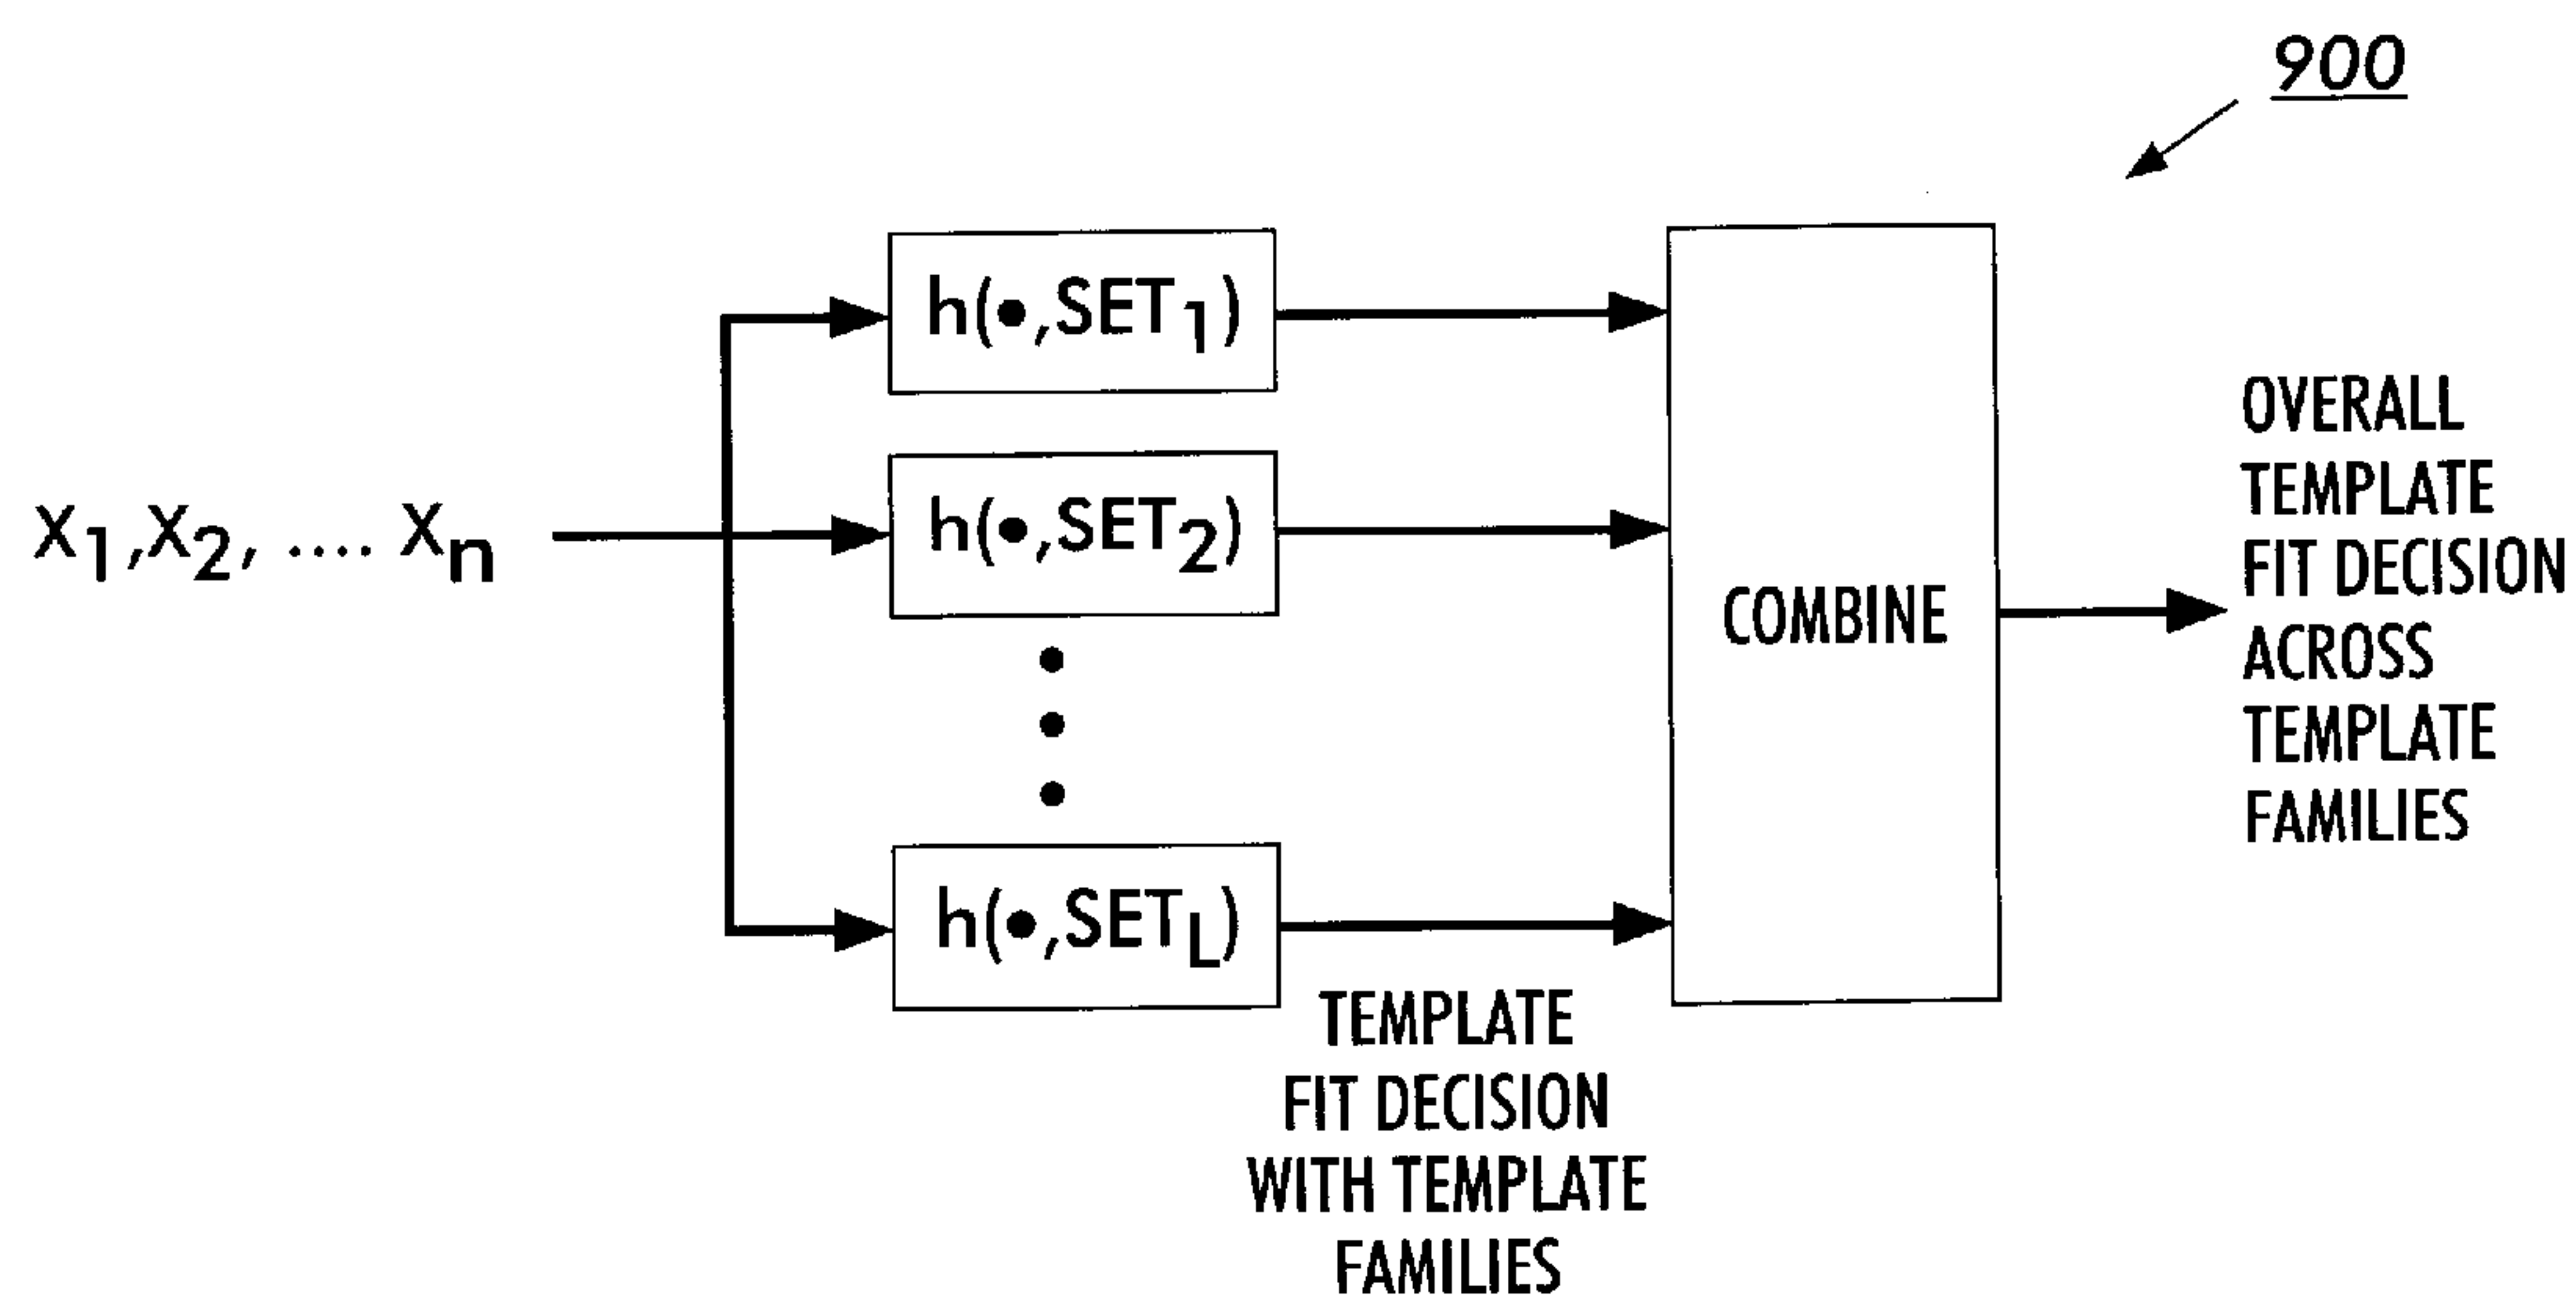 900
h(•,SET1)
X1,X2, .... Xn
h(•,SET2)
h(•,SETL)
COMBINE
OVERALL
TEMPLATE
FIT DECISION
ACROSS
TEMPLATE
FAMILIES
TEMPLATE
FIT DECISION
WITH TEMPLATE
FAMILIES